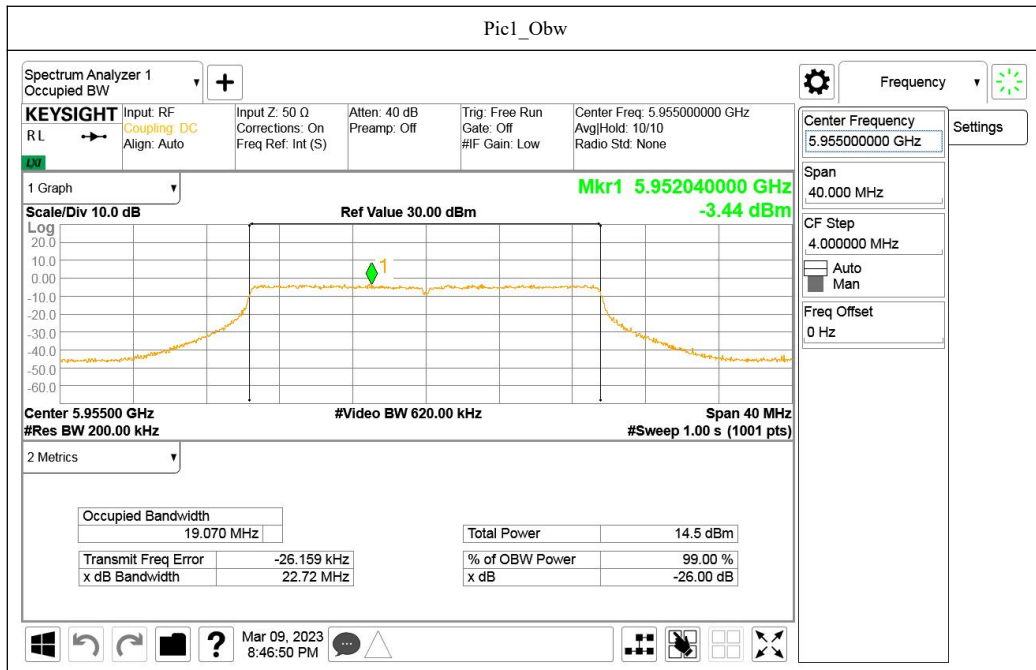 Pic1_Obw
Spectrum Analyzer 1
Occupied BW
Frequency
KEYSIGHT
R L
LXI
Input: RF
Coupling: DC
Align: Auto
Input Z: 50 Ω
Corrections: On
Freq Ref: Int (S)
Atten: 40 dB
Preamp: Off
Trig: Free Run
Gate: Off
#IF Gain: Low
Center Freq: 5.955000000 GHz
Avg|Hold: 10/10
Radio Std: None
Center Frequency
5.955000000 GHz
Settings
Span
40.000 MHz
CF Step
4.000000 MHz
Auto
Man
Freq Offset
0 Hz
1 Graph
Mkr1 5.952040000 GHz
Scale/Div 10.0 dB
Ref Value 30.00 dBm
-3.44 dBm
Log
20.0
10.0
0.00
-10.0
-20.0
-30.0
-40.0
-50.0
-60.0
1
Center 5.95500 GHz
#Video BW 620.00 kHz
Span 40 MHz
#Res BW 200.00 kHz
#Sweep 1.00 s (1001 pts)
2 Metrics
Occupied Bandwidth
19.070 MHz
Total Power 14.5 dBm
Transmit Freq Error -26.159 kHz
% of OBW Power 99.00 %
x dB Bandwidth 22.72 MHz
x dB -26.00 dB
?
Mar 09, 2023
8:46:50 PM